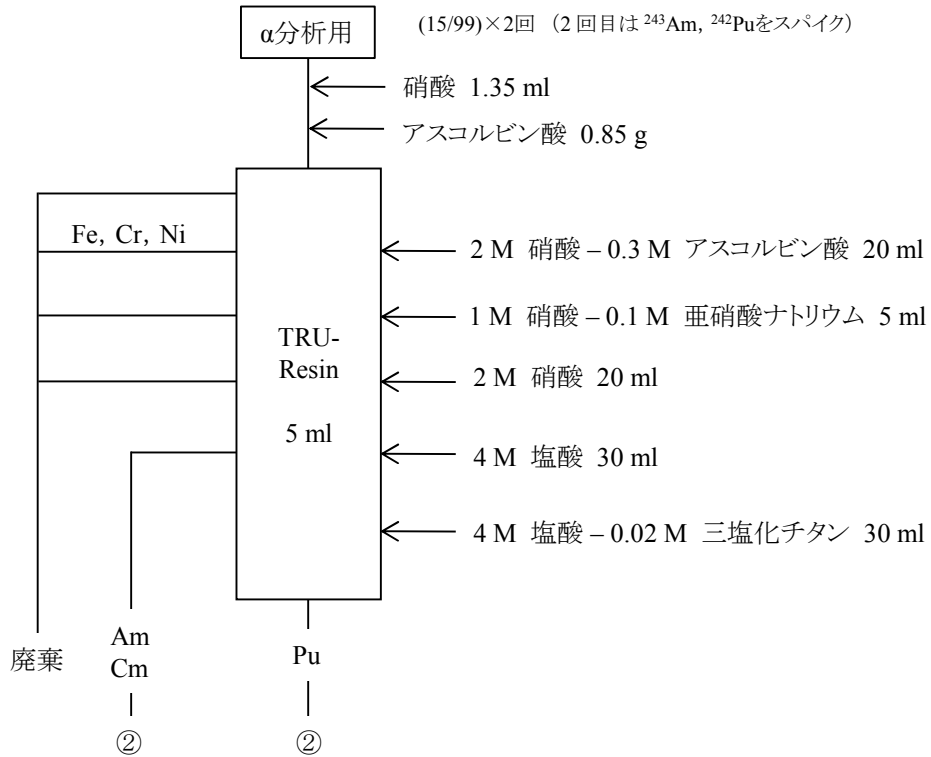 α分析用
(15/99)×2回 (2 回目は ²⁴³Am, ²⁴²Puをスパイク)
硝酸 1.35 ml
アスコルビン酸 0.85 g
Fe, Cr, Ni
2 M 硝酸 – 0.3 M アスコルビン酸 20 ml
1 M 硝酸 – 0.1 M 亜硝酸ナトリウム 5 ml
TRU-
Resin
5 ml
2 M 硝酸 20 ml
4 M 塩酸 30 ml
4 M 塩酸 – 0.02 M 三塩化チタン 30 ml
廃棄
Am
Cm
Pu
②
②